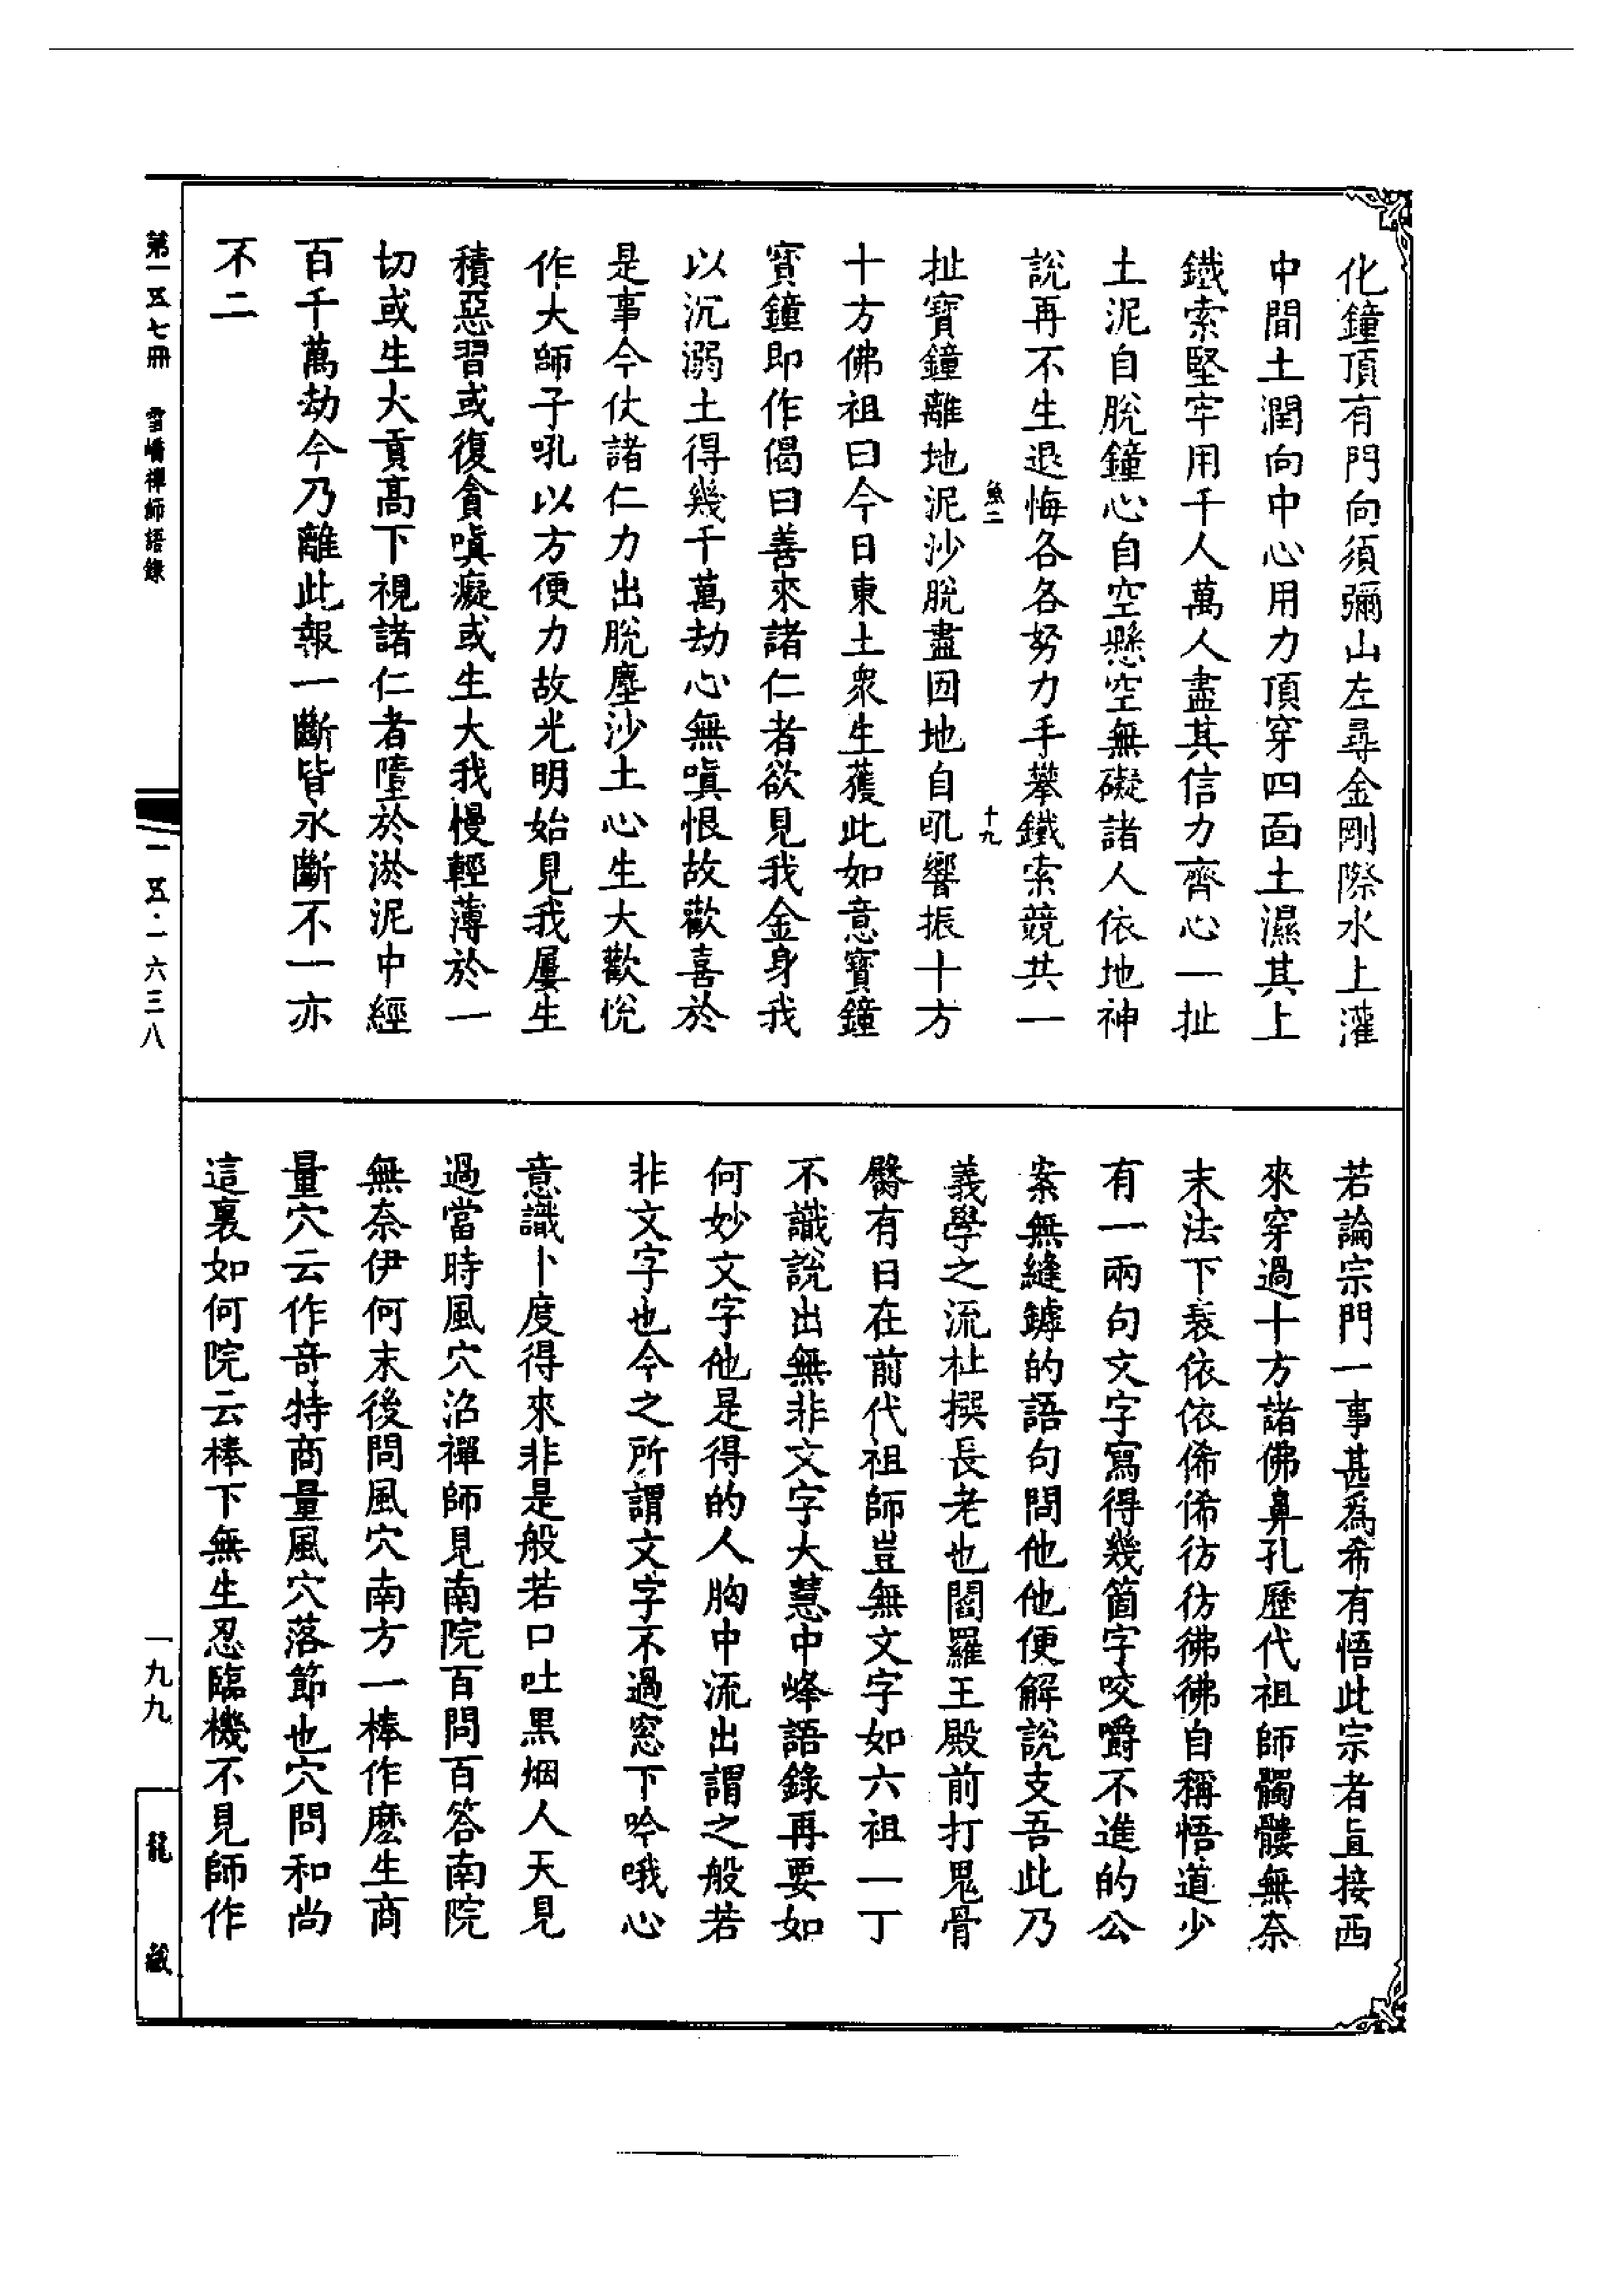 化鐘頂有門向須彌山左尋金剛際水上灌
中間土潤向中心用力頂穿四面土濕其上
鐵索堅牢用千人萬人盡其信力齊心一扯
土泥自脫鐘心自空懸空無礙諸人依地神
說再不生退悔各各努力手攀鐵索競共一
魚二 十九
扯寶鐘離地泥沙脫盡囫地自吼響振十方
十方佛祖曰今日東土衆生獲此如意寶鐘
寶鐘即作偈曰善來諸仁者欲見我金身我
以沉溺土得幾千萬劫心無嗔恨故歡喜於
是事今仗諸仁力出脫塵沙土心生大歡悅
作大師子吼以方便力故光明始見我屢生
積惡習或復貪嗔癡或生大我慢輕薄於一
切或生大貢高下視諸仁者墮於淤泥中經
百千萬劫今乃離此報一斷皆永斷不一亦
不二
若論宗門一事甚爲希有悟此宗者直接西
來穿過十方諸佛鼻孔歷代祖師髑髏無奈
末法下衰依依俙俙彷彷彿彿自稱悟道少
有一兩句文字寫得幾箇字咬嚼不進的公
案無縫罅的語句問他他便解說支吾此乃
義學之流杜撰長老也閻羅王殿前打鬼骨
臀有日在前代祖師豈無文字如六祖一丁
不識說出無非文字大慧中峰語錄再要如
何妙文字他是得的人胸中流出謂之般若
非文字也今之所謂文字不過窓下吟哦心
意識卜度得來非是般若口吐黑烟人天見
過當時風穴沼禪師見南院百問百答南院
無奈伊何末後問風穴南方一棒作麽生商
量穴云作竒特商量風穴落節也穴問和尚
這裏如何院云棒下無生忍臨機不見師作
第一五七冊 雪嶠禪師語錄
一五·一六三八
一九九
龍藏